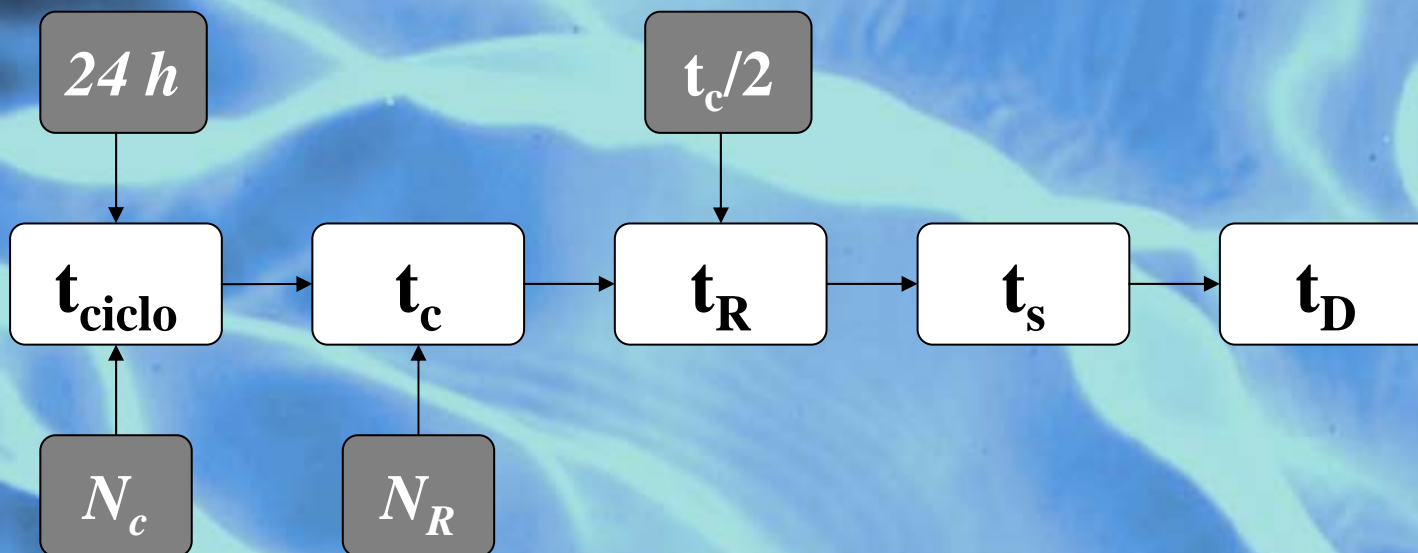 24 h
t_c/2
t_ciclo
t_c
t_R
t_s
t_D
N_c
N_R